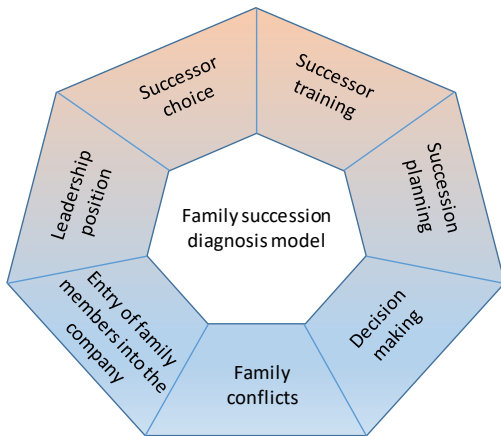 Successor
choice
Successor
training
Succession
planning
Decision
making
Family
conflicts
Entry of family
members into the
company
Leadership
position
Family succession
diagnosis model